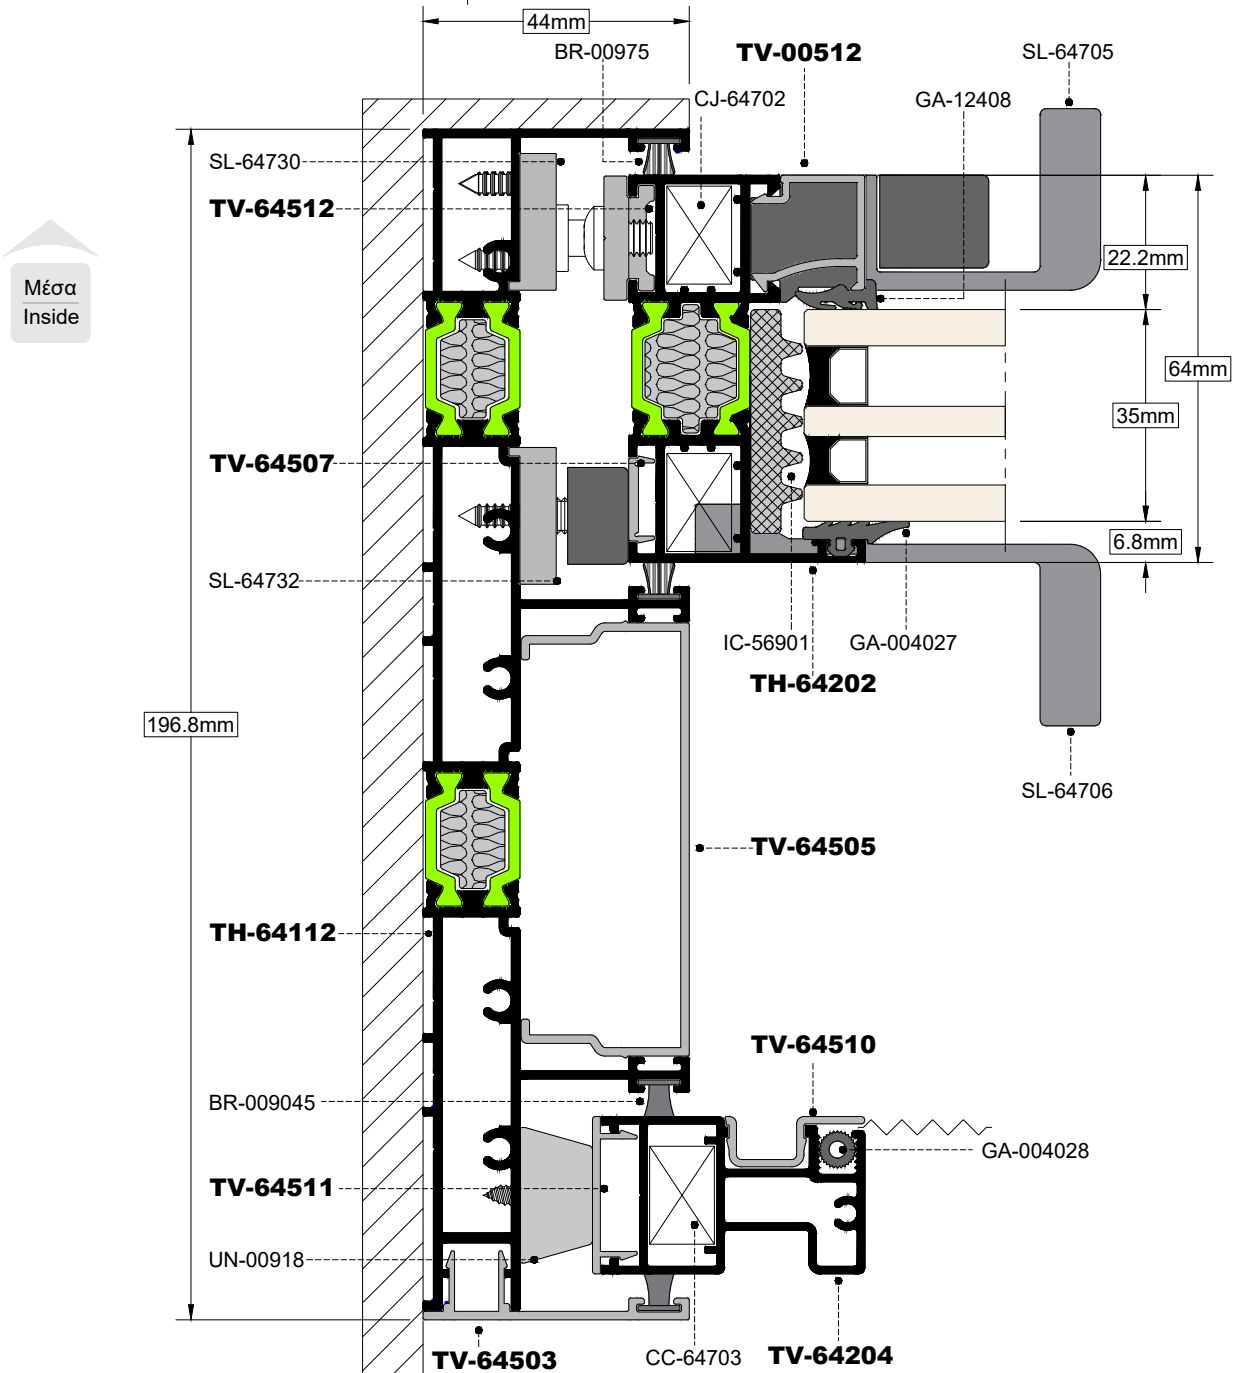 44mm
BR-00975
TV-00512
SL-64705
CJ-64702
GA-12408
SL-64730
TV-64512
22.2mm
Μέσα
Inside
64mm
35mm
TV-64507
6.8mm
SL-64732
IC-56901
GA-004027
TH-64202
196.8mm
SL-64706
TV-64505
TH-64112
TV-64510
BR-009045
GA-004028
TV-64511
UN-00918
TV-64503
CC-64703
TV-64204